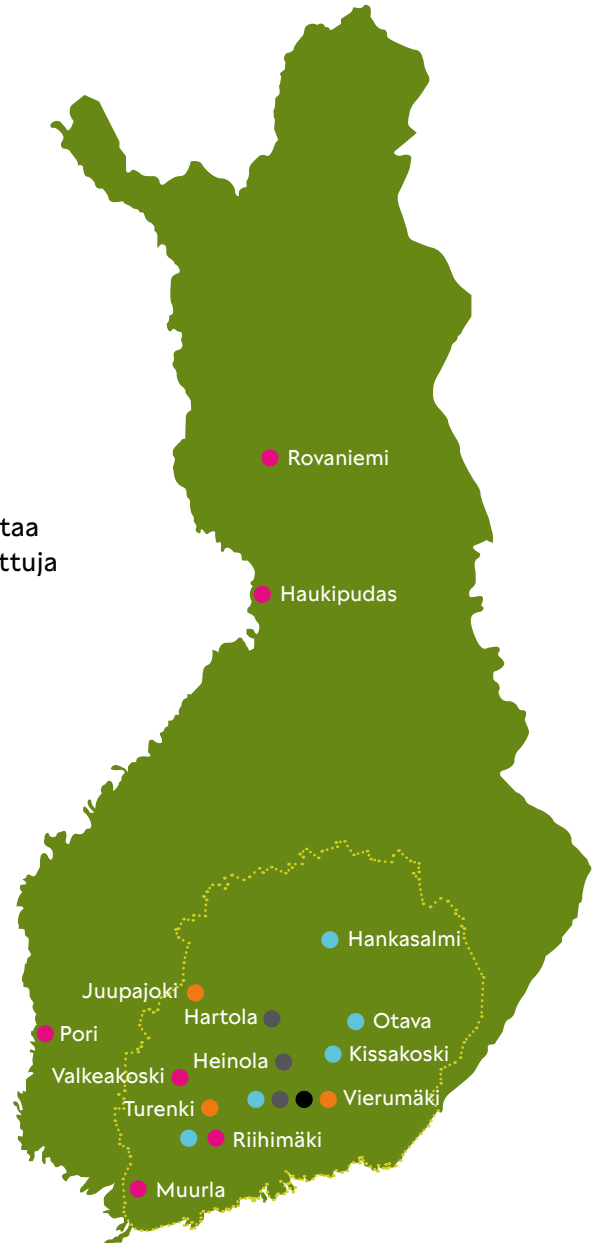 Rovaniemi
taa
ttuja
Haukipudas
Hankasalmi
Juupajoki
Hartola
Otava
Pori
Kissakoski
Heinola
Valkeakoski
Vierumäki
Turenki
Riihimäki
Muurla